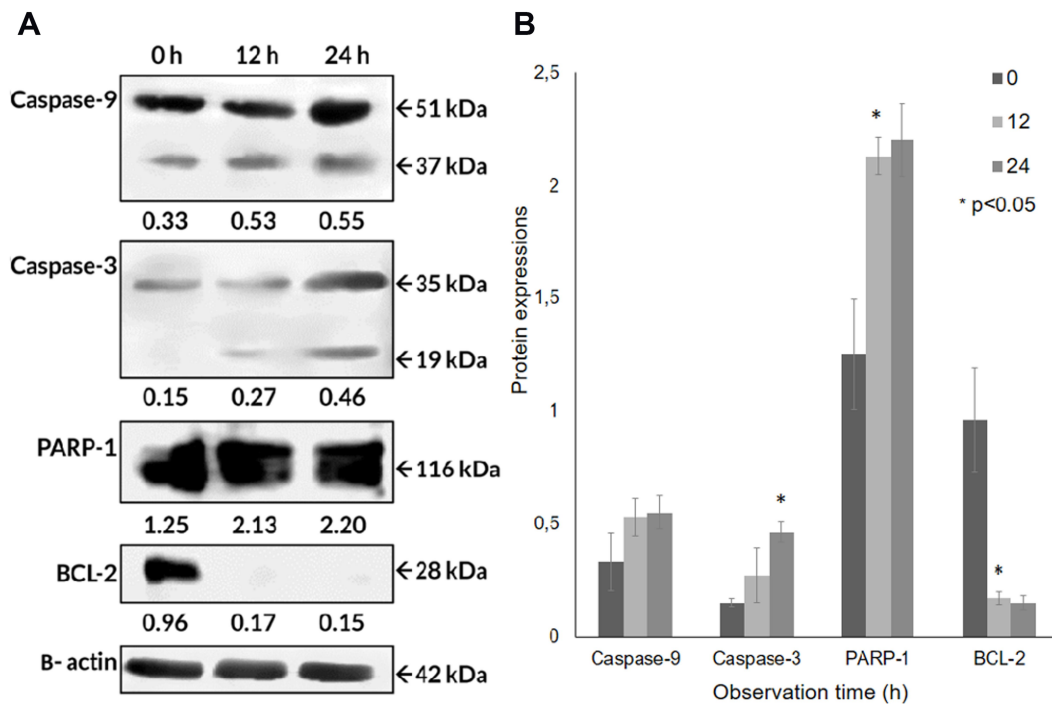 A
0 h 12 h 24 h
Caspase-9
←51 kDa
←37 kDa
0.33 0.53 0.55
Caspase-3
←35 kDa
←19 kDa
0.15 0.27 0.46
PARP-1
←116 kDa
1.25 2.13 2.20
BCL-2
←28 kDa
0.96 0.17 0.15
B- actin
←42 kDa
B
Protein expressions
2,5
2
1,5
1
0,5
0
* * * *
0
12
24
* p<0.05
Caspase-9 Caspase-3 PARP-1 BCL-2
Observation time (h)